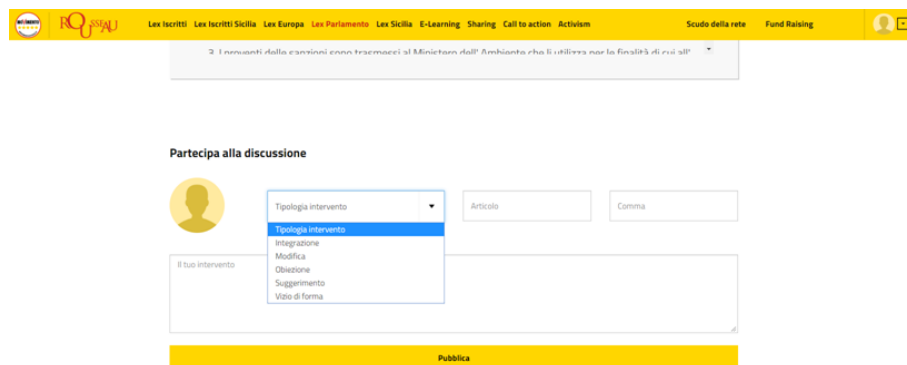 ROUSSEAU Lex Iscritti Lex Iscritti Sicilia Lex Europa Lex Parlamento Lex Sicilia E-Learning Sharing Call to action Activism Scudo della rete Fund Raising
3. I proventi delle sanzioni sono trasmessi al Ministero dell' Ambiente che li utilizza per le finalità di cui all'
Partecipa alla discussione
Tipologia intervento Articolo Comma
Tipologia intervento
Integrazione
Modifica
Obiezione
Suggerimento
Vizio di forma
Il tuo intervento
Pubblica